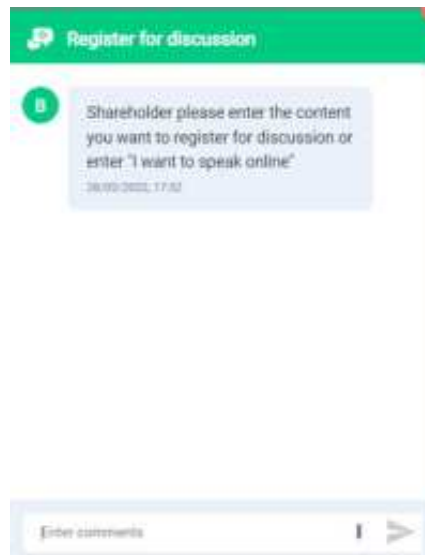 Register for discussion
B
Shareholder please enter the content
you want to register for discussion or
enter "I want to speak online"
Enter comments